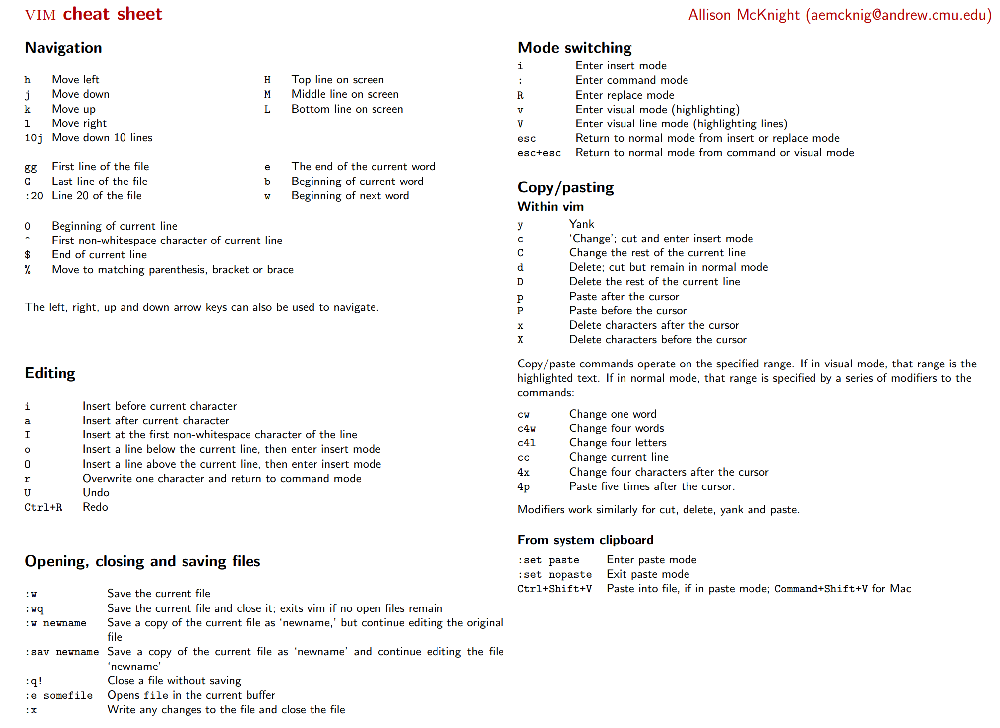 VIM cheat sheet
Allison McKnight (aemcknig@andrew.cmu.edu)
Navigation
h Move left
j Move down
k Move up
l Move right
10j Move down 10 lines
H Top line on screen
M Middle line on screen
L Bottom line on screen
gg First line of the file
G Last line of the file
:20 Line 20 of the file
e The end of the current word
b Beginning of current word
w Beginning of next word
0 Beginning of current line
^ First non-whitespace character of current line
$ End of current line
% Move to matching parenthesis, bracket or brace
The left, right, up and down arrow keys can also be used to navigate.
Editing
i Insert before current character
a Insert after current character
I Insert at the first non-whitespace character of the line
o Insert a line below the current line, then enter insert mode
O Insert a line above the current line, then enter insert mode
r Overwrite one character and return to command mode
U Undo
Ctrl+R Redo
Opening, closing and saving files
:w Save the current file
:wq Save the current file and close it; exits vim if no open files remain
:w newname Save a copy of the current file as ‘newname,’ but continue editing the original
file
:sav newname Save a copy of the current file as ‘newname’ and continue editing the file
‘newname’
:q! Close a file without saving
:e somefile Opens file in the current buffer
:x Write any changes to the file and close the file
Mode switching
i Enter insert mode
: Enter command mode
R Enter replace mode
v Enter visual mode (highlighting)
V Enter visual line mode (highlighting lines)
esc Return to normal mode from insert or replace mode
esc+esc Return to normal mode from command or visual mode
Copy/pasting
Within vim
y Yank
c ‘Change’; cut and enter insert mode
C Change the rest of the current line
d Delete; cut but remain in normal mode
D Delete the rest of the current line
p Paste after the cursor
P Paste before the cursor
x Delete characters after the cursor
X Delete characters before the cursor
Copy/paste commands operate on the specified range. If in visual mode, that range is the
highlighted text. If in normal mode, that range is specified by a series of modifiers to the
commands:
cw Change one word
c4w Change four words
c4l Change four letters
cc Change current line
4x Change four characters after the cursor
4p Paste five times after the cursor.
Modifiers work similarly for cut, delete, yank and paste.
From system clipboard
:set paste Enter paste mode
:set nopaste Exit paste mode
Ctrl+Shift+V Paste into file, if in paste mode; Command+Shift+V for Mac